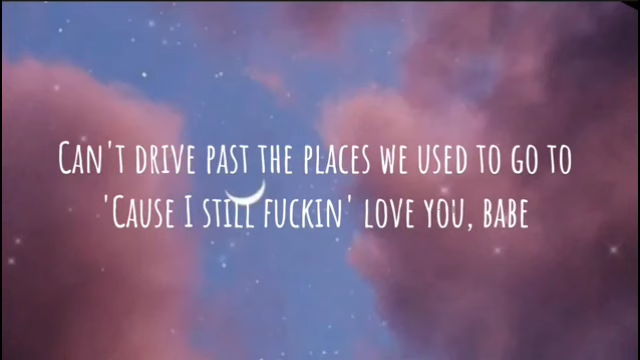 Can't drive past the places we used to go to
'Cause I still fuckin' love you, babe